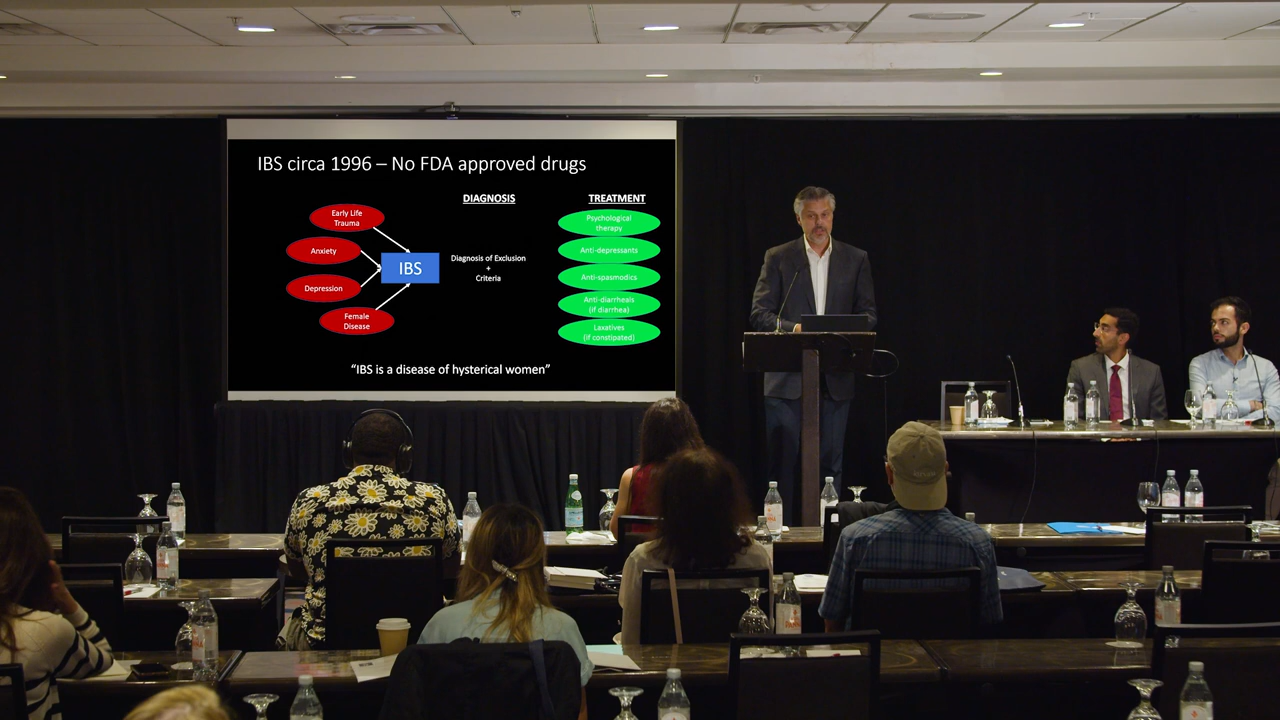 IBS circa 1996 – No FDA approved drugs
DIAGNOSIS
TREATMENT
Early Life
Trauma
Anxiety
Depression
Female
Disease
IBS
Diagnosis of Exclusion
+
Criteria
Psychological
therapy
Anti-depressants
Anti-spasmodics
Anti-diarrheals
(if diarrhea)
Laxatives
(if constipated)
“IBS is a disease of hysterical women”